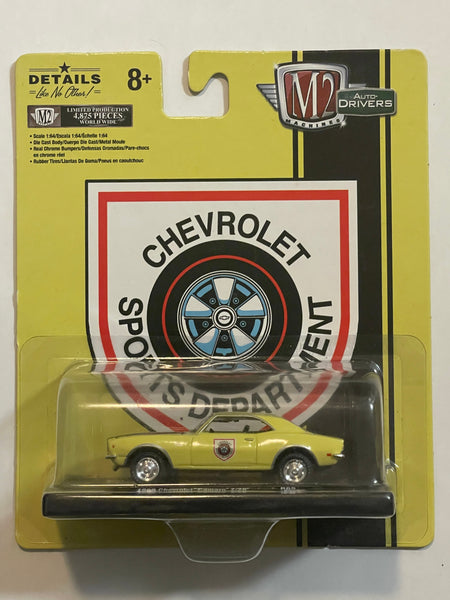 DETAILS
Like No Other!
8+
M2
MACHINES
AUTO-
DRIVERS
M2
LIMITED PRODUCTION
4,875 PIECES
WORLD WIDE
• Scale 1:64/Escala 1:64/Échelle 1:64
• Die Cast Body/Cuerpo Die Cast/Metal Moule
• Real Chrome Bumpers/Defensas Cromadas/Pare-chocs
en chrome réel
• Rubber Tires/Llantas De Goma/Pneus en caoutchouc
CHEVROLET
SPORTS DEPARTMENT
1968 Chevrolet Camaro Z/28